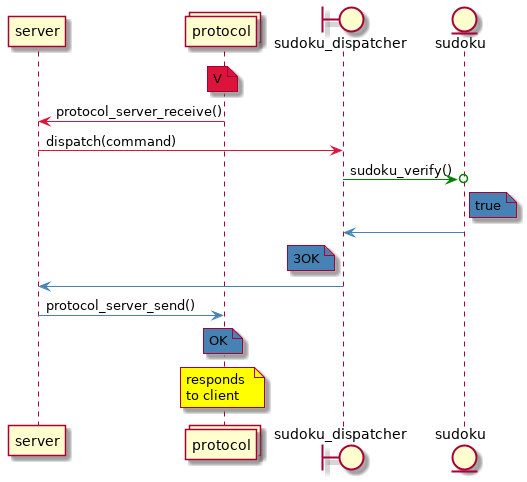 server
protocol
sudoku_dispatcher
sudoku
V
protocol_server_receive()
dispatch(command)
sudoku_verify()
true
3OK
protocol_server_send()
OK
responds
to client
server
protocol
sudoku_dispatcher
sudoku